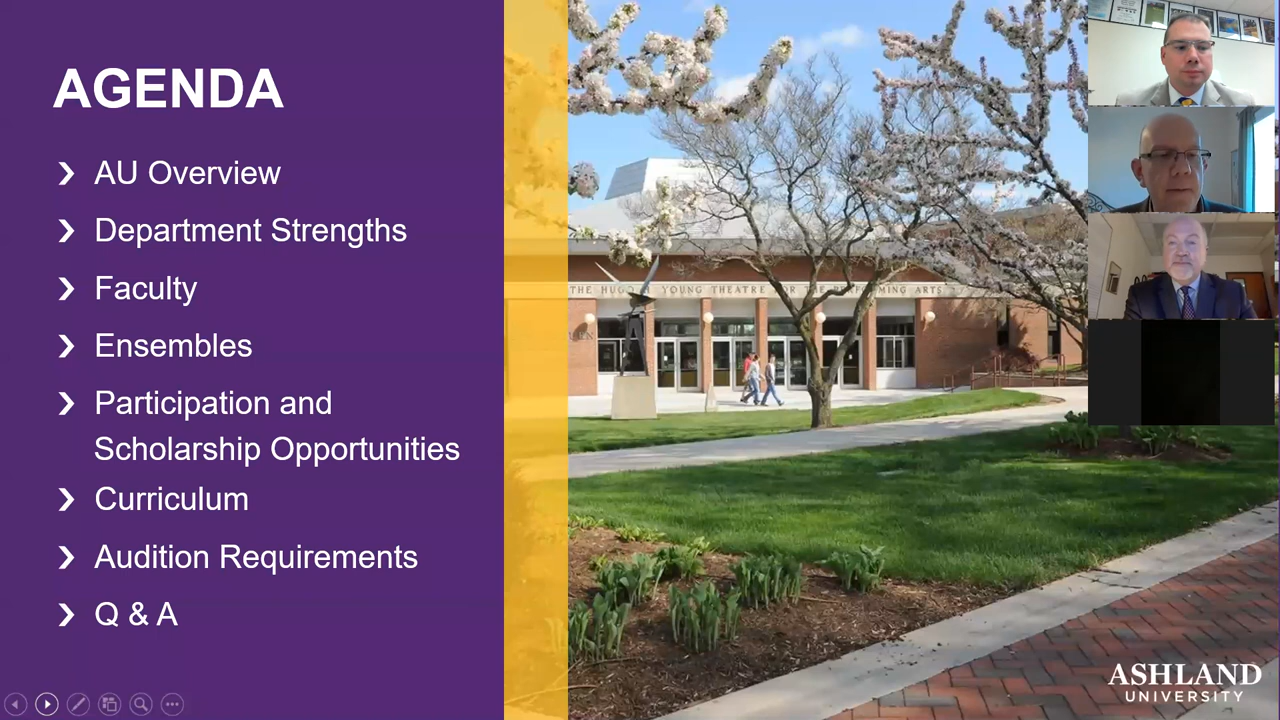 AGENDA
AU Overview
Department Strengths
Faculty
Ensembles
Participation and
Scholarship Opportunities
Curriculum
Audition Requirements
Q & A
THE HUGO H YOUNG THEATRE FOR THE PERFORMING ARTS
ASHLAND
UNIVERSITY